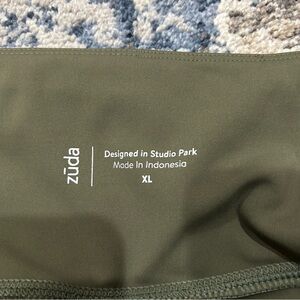 zūda
Designed in Studio Park
Made In Indonesia
XL